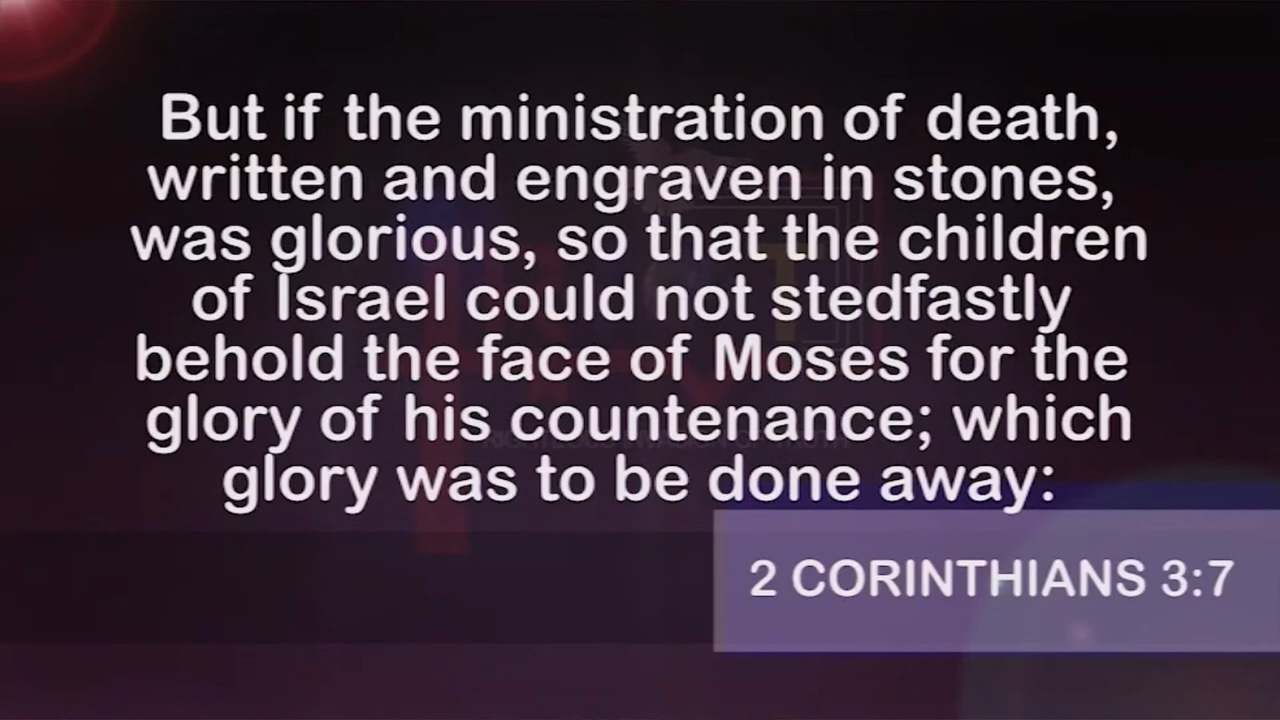 But if the ministration of death,
written and engraven in stones,
was glorious, so that the children
of Israel could not stedfastly
behold the face of Moses for the
glory of his countenance; which
glory was to be done away:
2 CORINTHIANS 3:7